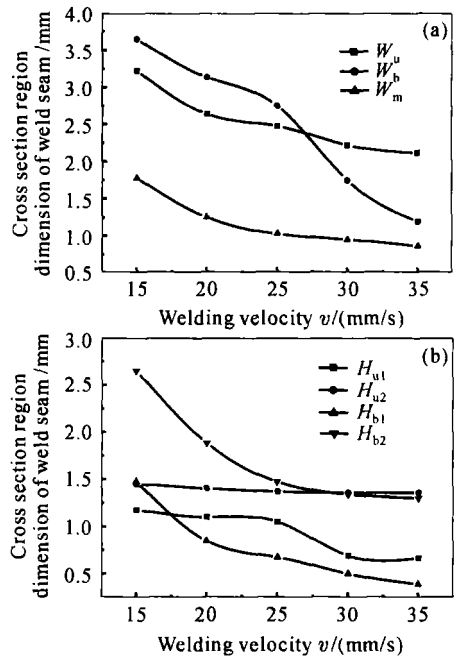 Cross section region
dimension of weld seam /mm
4.0
3.5
3.0
2.5
2.0
1.5
1.0
0.5
(a)
W_u
W_b
W_m
15 20 25 30 35
Welding velocity v/(mm/s)
Cross section region
dimension of weld seam /mm
3.0
2.5
2.0
1.5
1.0
0.5
(b)
H_u1
H_u2
H_b1
H_b2
15 20 25 30 35
Welding velocity v/(mm/s)